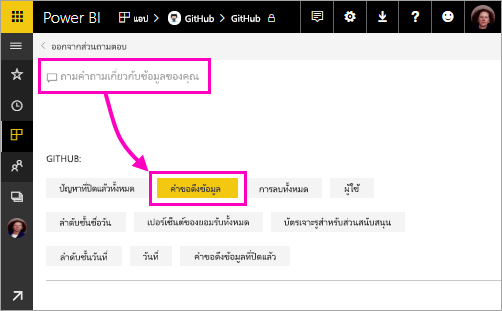 Power BI แอป > GitHub > GitHub
< ออกจากส่วนถามตอบ
ถามคำถามเกี่ยวกับข้อมูลของคุณ
GITHUB:
ปัญหาที่ปิดแล้วทั้งหมด คำขอดึงข้อมูล การลบทั้งหมด ผู้ใช้
ลำดับชั้นชื่อวัน เปอร์เซ็นต์ของยอมรับทั้งหมด บัตรเจาะรูสำหรับส่วนสนับสนุน
ลำดับชั้นวันที่ วันที่ คำขอดึงข้อมูลที่ปิดแล้ว